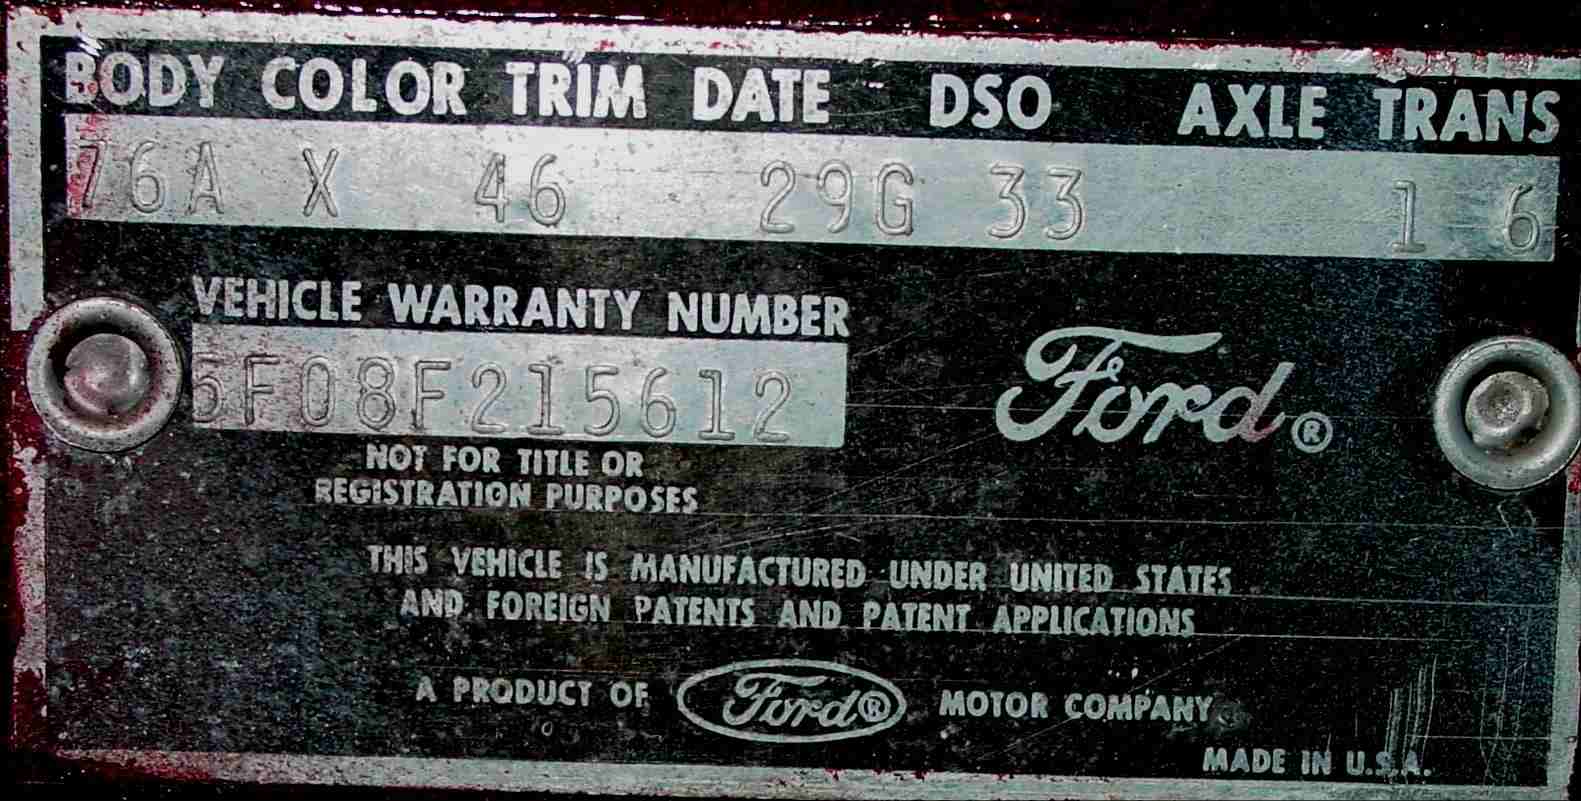 BODY COLOR TRIM DATE DSO AXLE TRANS
76A X 46 29G 33 1 6
VEHICLE WARRANTY NUMBER
5F08F215612
Ford®
NOT FOR TITLE OR
REGISTRATION PURPOSES
THIS VEHICLE IS MANUFACTURED UNDER UNITED STATES
AND FOREIGN PATENTS AND PATENT APPLICATIONS
A PRODUCT OF Ford® MOTOR COMPANY
MADE IN U.S.A.